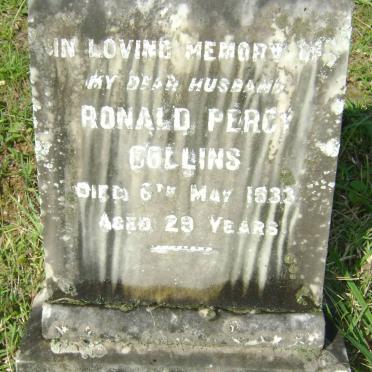 IN LOVING MEMORY OF
MY DEAR HUSBAND
RONALD PERCY
COLLINS
DIED 6TH MAY 1933
AGED 29 YEARS